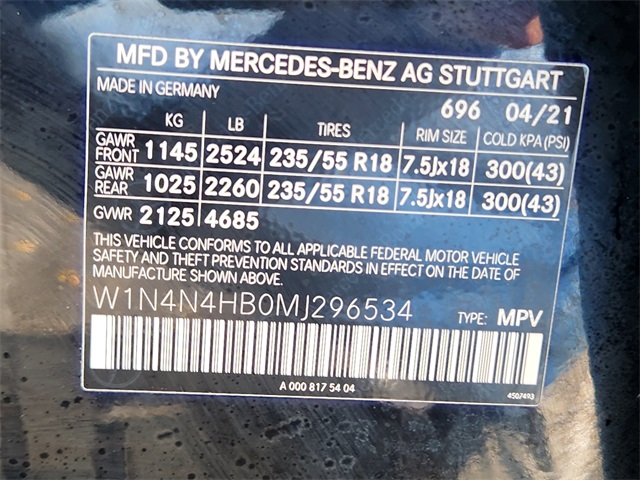 MFD BY MERCEDES-BENZ AG STUTTGART
MADE IN GERMANY
696 04/21
KG LB TIRES RIM SIZE COLD KPA (PSI)
GAWR FRONT 1145 2524 235/55 R18 7.5Jx18 300(43)
GAWR REAR 1025 2260 235/55 R18 7.5Jx18 300(43)
GVWR 2125 4685
THIS VEHICLE CONFORMS TO ALL APPLICABLE FEDERAL MOTOR VEHICLE
SAFETY AND THEFT PREVENTION STANDARDS IN EFFECT ON THE DATE OF
MANUFACTURE SHOWN ABOVE.
W1N4N4HB0MJ296534 TYPE: MPV
A 000 817 54 04
4507493